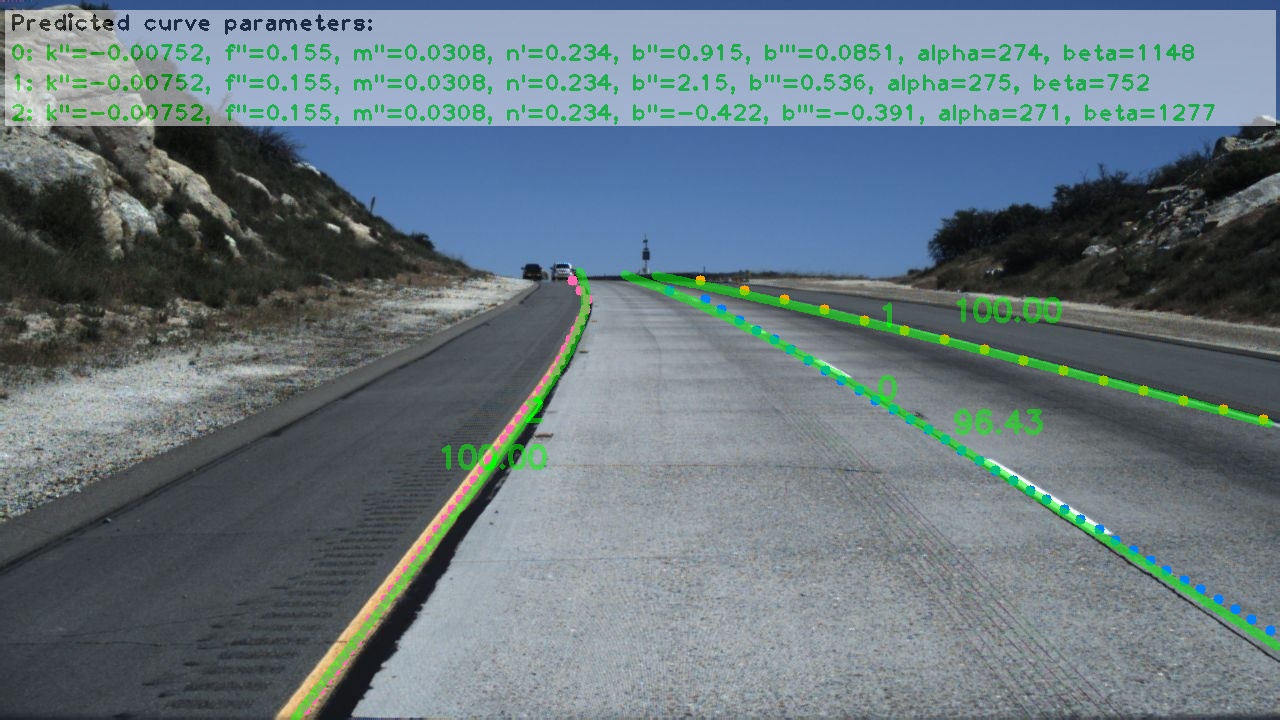 Predicted curve parameters:
0: k''=-0.00752, f''=0.155, m''=0.0308, n'=0.234, b''=0.915, b'''=0.0851, alpha=274, beta=1148
1: k''=-0.00752, f''=0.155, m''=0.0308, n'=0.234, b''=2.15, b'''=0.536, alpha=275, beta=752
2: k''=-0.00752, f''=0.155, m''=0.0308, n'=0.234, b''=-0.422, b'''=-0.391, alpha=271, beta=1277
1 100.00
0
96.43
2
100.00